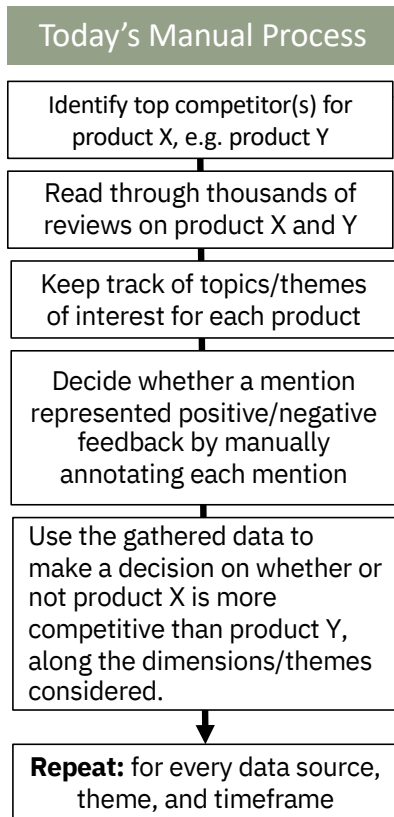 Today's Manual Process
Identify top competitor(s) for
product X, e.g. product Y
Read through thousands of
reviews on product X and Y
Keep track of topics/themes
of interest for each product
Decide whether a mention
represented positive/negative
feedback by manually
annotating each mention
Use the gathered data to
make a decision on whether or
not product X is more
competitive than product Y,
along the dimensions/themes
considered.
Repeat: for every data source,
theme, and timeframe